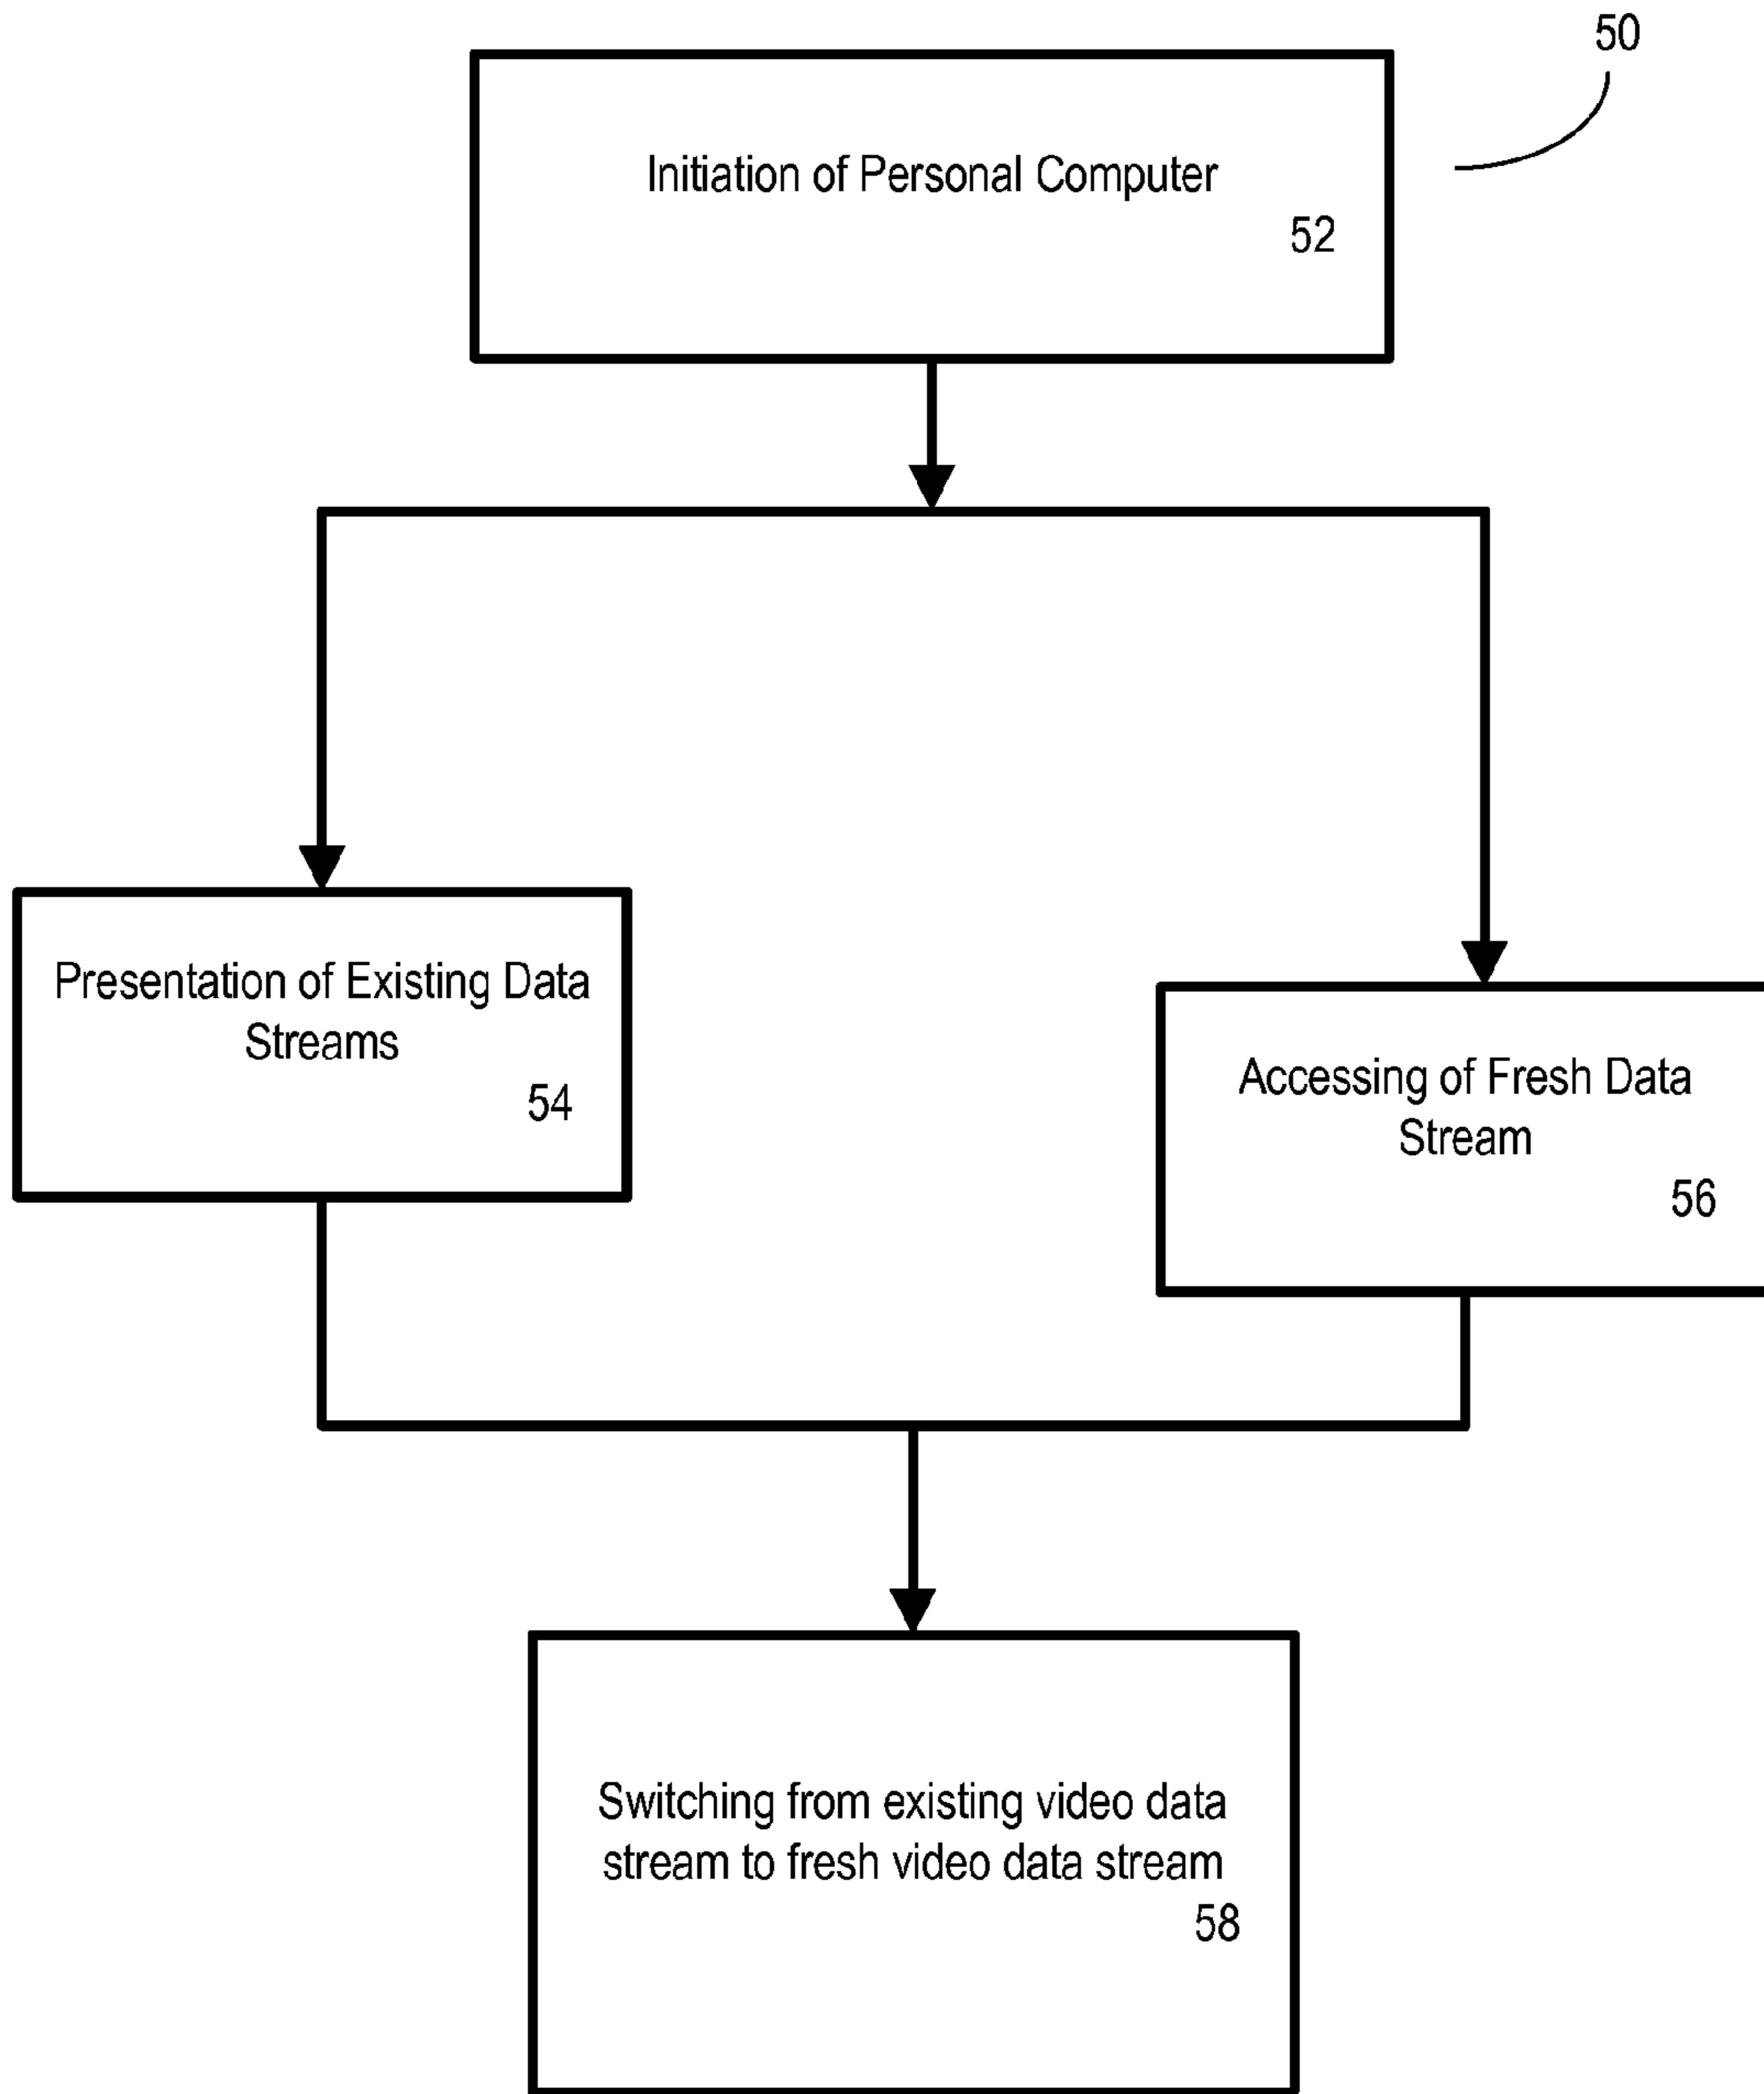 50
Initiation of Personal Computer
52
Presentation of Existing Data
Streams
54
Accessing of Fresh Data
Stream
56
Switching from existing video data
stream to fresh video data stream
58